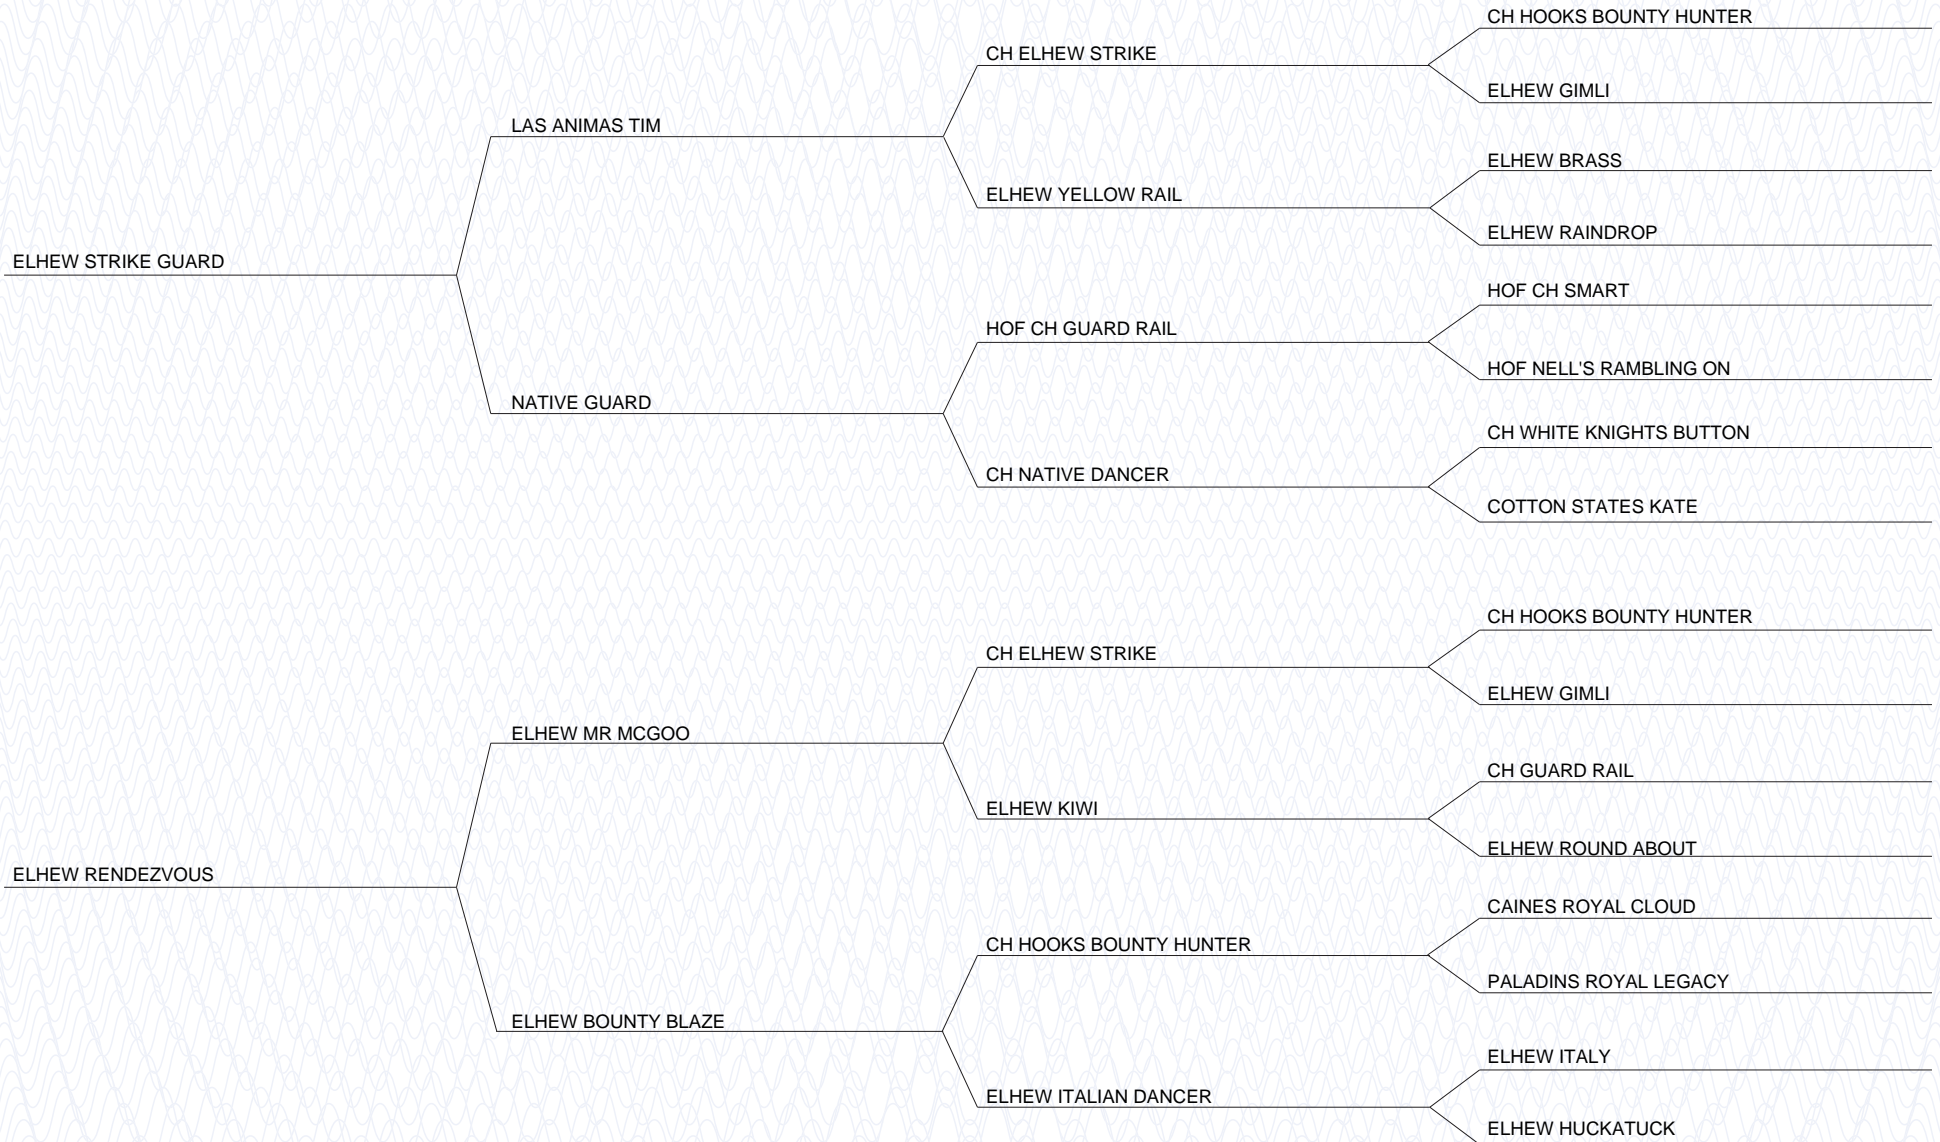 CH HOOKS BOUNTY HUNTER
CH ELHEW STRIKE
ELHEW GIMLI
LAS ANIMAS TIM
ELHEW BRASS
ELHEW YELLOW RAIL
ELHEW RAINDROP
ELHEW STRIKE GUARD
HOF CH SMART
HOF CH GUARD RAIL
HOF NELL'S RAMBLING ON
NATIVE GUARD
CH WHITE KNIGHTS BUTTON
CH NATIVE DANCER
COTTON STATES KATE
CH HOOKS BOUNTY HUNTER
CH ELHEW STRIKE
ELHEW GIMLI
ELHEW MR MCGOO
CH GUARD RAIL
ELHEW KIWI
ELHEW ROUND ABOUT
ELHEW RENDEZVOUS
CAINES ROYAL CLOUD
CH HOOKS BOUNTY HUNTER
PALADINS ROYAL LEGACY
ELHEW BOUNTY BLAZE
ELHEW ITALY
ELHEW ITALIAN DANCER
ELHEW HUCKATUCK